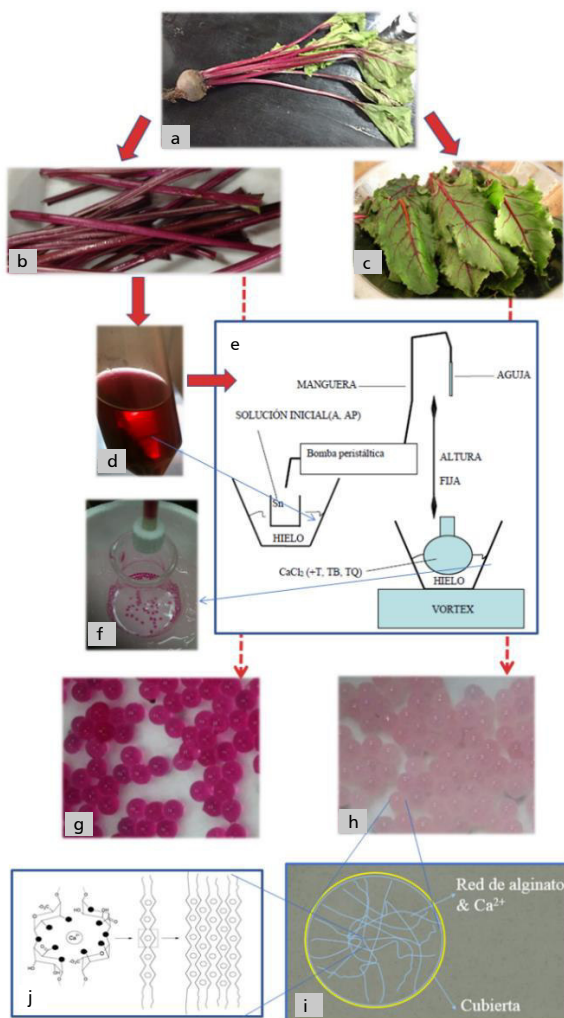 a
b
c
d
e
MANGUERA
AGUJA
SOLUCIÓN INICIAL(A, AP)
Bomba peristáltica
ALTURA
FIJA
Sn
HIELO
CaCl₂ (+T, TB, TQ)
HIELO
VORTEX
f
g
h
j
Red de alginato
& Ca²⁺
Cubierta
i